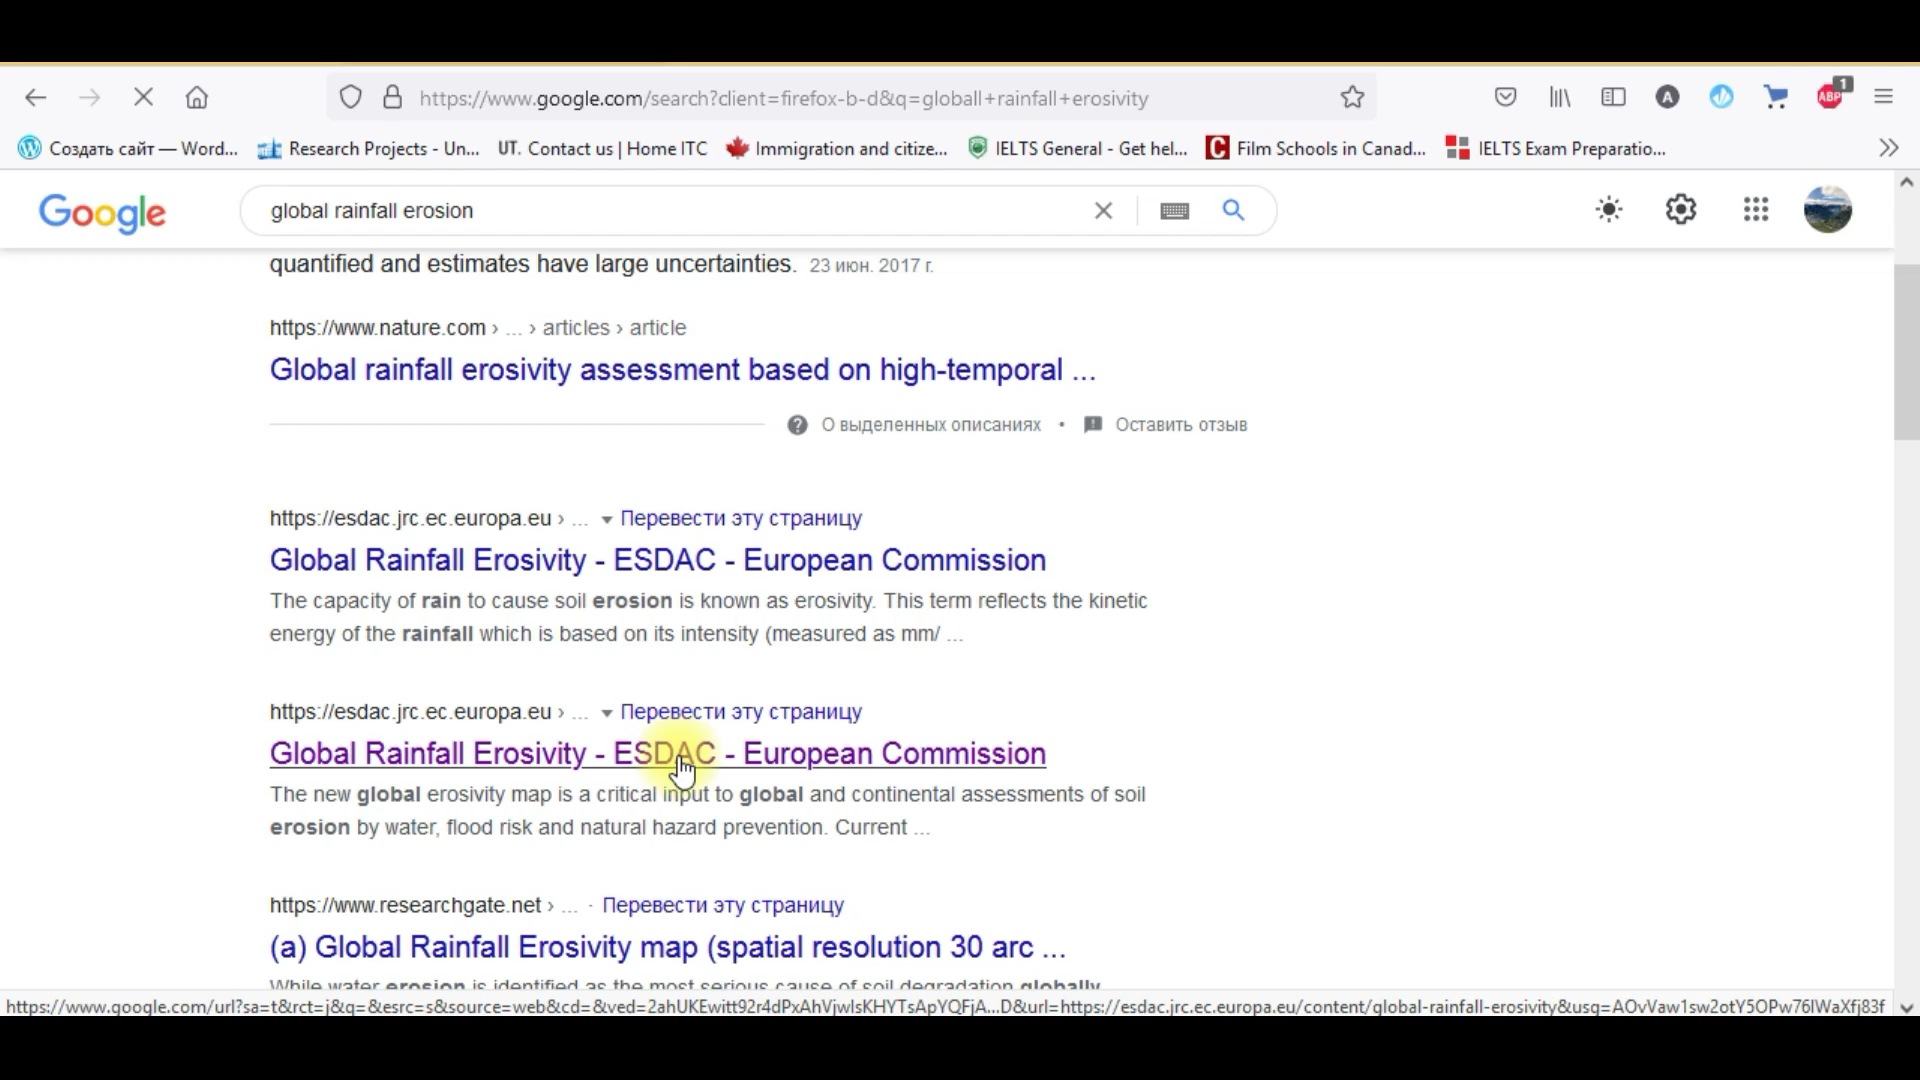 https://www.google.com/search?client=firefox-b-d&q=globall+rainfall+erosivity
A
ABP
1
Создать сайт — Word...
Research Projects - Un...
UT. Contact us | Home ITC
Immigration and citize...
IELTS General - Get hel...
C Film Schools in Canad...
IELTS Exam Preparatio...
Google
global rainfall erosion
quantified and estimates have large uncertainties. 23 июн. 2017 г.
https://www.nature.com › ... › articles › article
Global rainfall erosivity assessment based on high-temporal ...
О выделенных описаниях • Оставить отзыв
https://esdac.jrc.ec.europa.eu › ... Перевести эту страницу
Global Rainfall Erosivity - ESDAC - European Commission
The capacity of rain to cause soil erosion is known as erosivity. This term reflects the kinetic
energy of the rainfall which is based on its intensity (measured as mm/ ...
https://esdac.jrc.ec.europa.eu › ... Перевести эту страницу
Global Rainfall Erosivity - ESDAC - European Commission
The new global erosivity map is a critical input to global and continental assessments of soil
erosion by water, flood risk and natural hazard prevention. Current ...
https://www.researchgate.net › ... · Перевести эту страницу
(a) Global Rainfall Erosivity map (spatial resolution 30 arc ...
While water erosion is identified as the most serious cause of soil degradation globally,
https://www.google.com/url?sa=t&rct=j&q=&esrc=s&source=web&cd=&ved=2ahUKEwitt92r4dPxAhVjwIsKHYTsApYQFjA...D&url=https://esdac.jrc.ec.europa.eu/content/global-rainfall-erosivity&usg=AOvVaw1sw2otY5OPw76IWaXfj83f